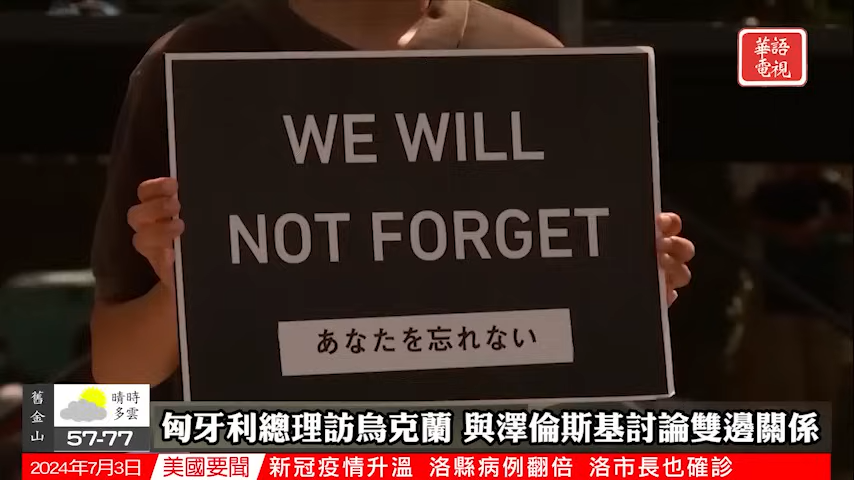 華語
電視
WE WILL
NOT FORGET
あなたを忘れない
舊金山
晴時
多雲
57-77
匈牙利總理訪烏克蘭 與澤倫斯基討論雙邊關係
2024年7月3日
美國要聞
新冠疫情升溫 洛縣病例翻倍 洛市長也確診